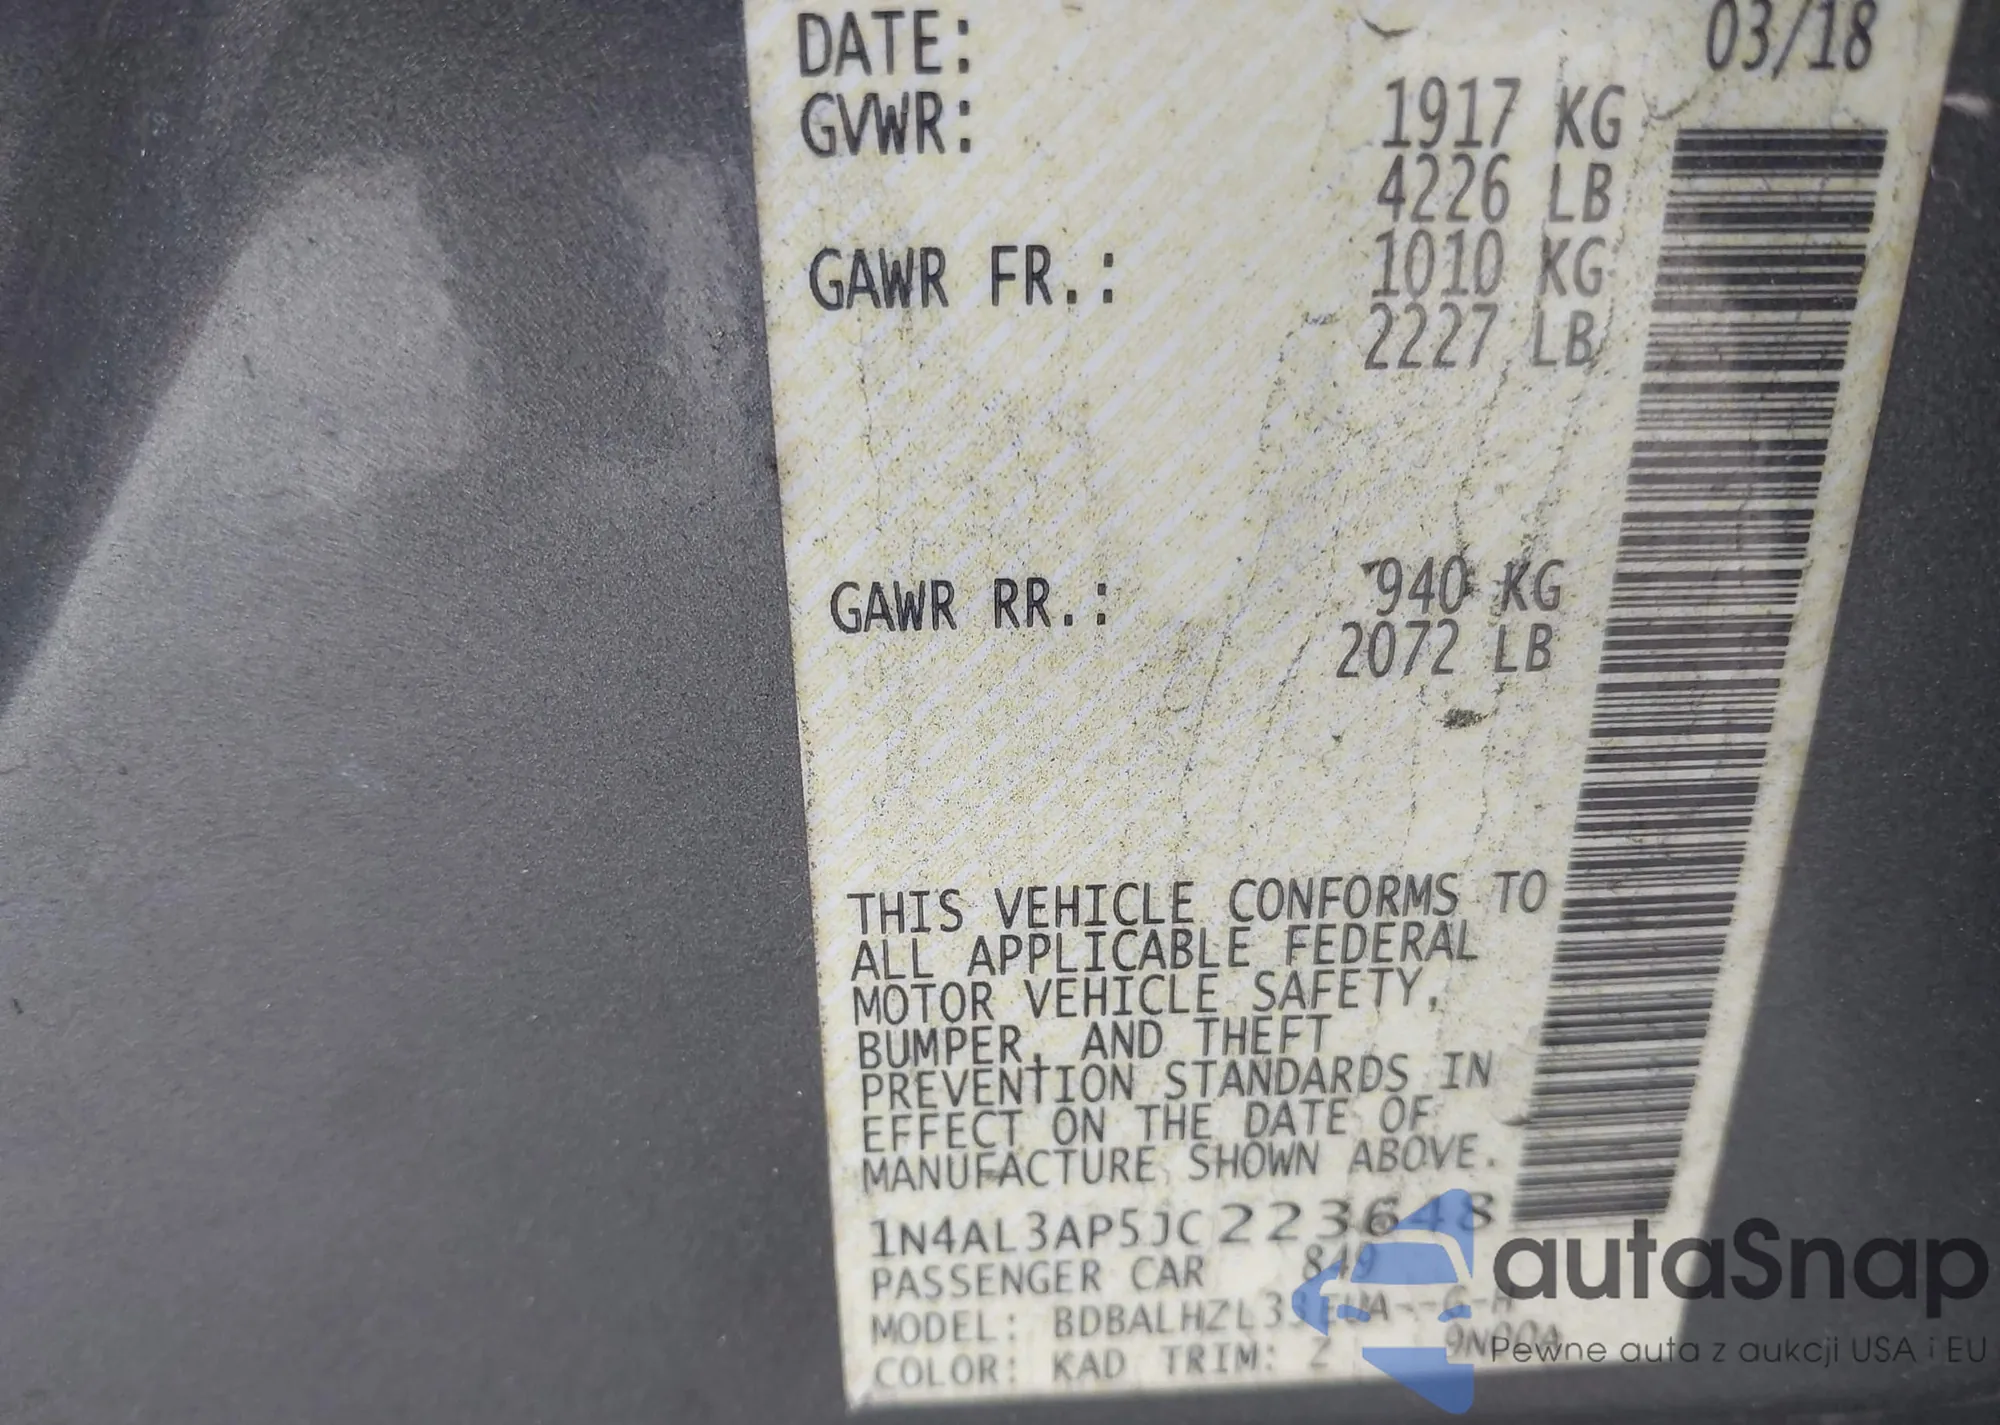 DATE: 03/18
GVWR: 1917 KG
4226 LB
GAWR FR.: 1010 KG
2227 LB
GAWR RR.: 940 KG
2072 LB
THIS VEHICLE CONFORMS TO
ALL APPLICABLE FEDERAL
MOTOR VEHICLE SAFETY,
BUMPER, AND THEFT
PREVENTION STANDARDS IN
EFFECT ON THE DATE OF
MANUFACTURE SHOWN ABOVE.
1N4AL3AP5JC223648
PASSENGER CAR 849
MODEL:
COLOR: KAD TRIM:
autaSnap
Pewne auta z aukcji USA i EU